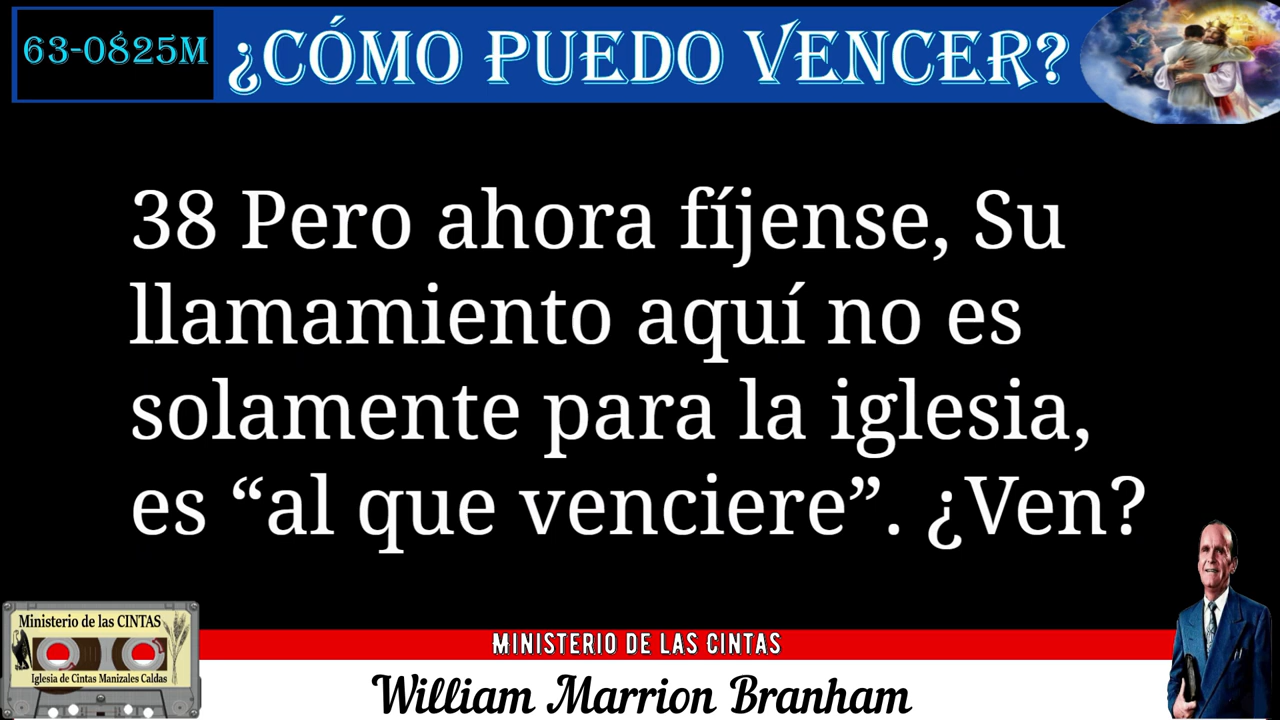 63-0825M ¿CÓMO PUEDO VENCER?
38 Pero ahora fíjense, Su
llamamiento aquí no es
solamente para la iglesia,
es “al que venciere”. ¿Ven?
Ministerio de las CINTAS
Iglesia de Cintas Manizales Caldas
MINISTERIO DE LAS CINTAS
William Marrion Branham